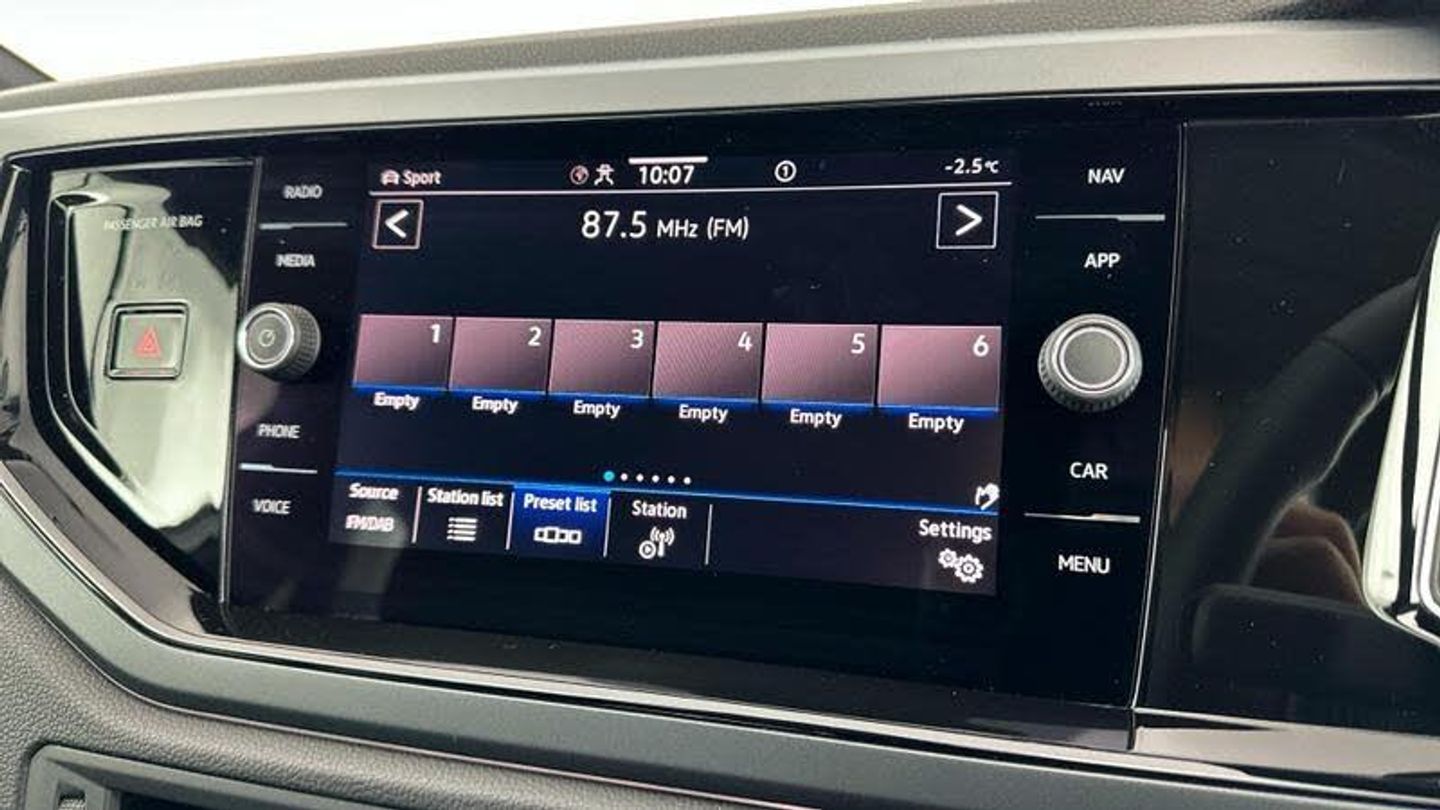 PASSENGER AIR BAG
RADIO
MEDIA
PHONE
VOICE
Sport 10:07 1 -2.5°C
< 87.5 MHz (FM) >
1 2 3 4 5 6
Empty Empty Empty Empty Empty Empty
Source Station list Preset list Station Settings
FM/DAB
NAV
APP
CAR
MENU